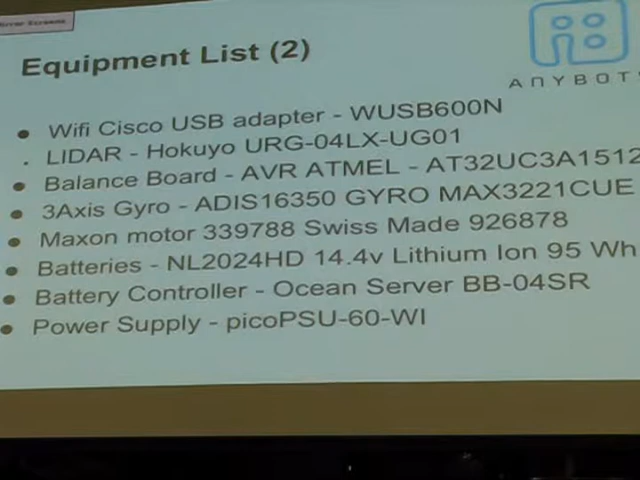 Equipment List (2)
ANYBOT
Wifi Cisco USB adapter - WUSB600N
LIDAR - Hokuyo URG-04LX-UG01
Balance Board - AVR ATMEL - AT32UC3A1512
3Axis Gyro - ADIS16350 GYRO MAX3221CUE
Maxon motor 339788 Swiss Made 926878
Batteries - NL2024HD 14.4v Lithium Ion 95 Wh
Battery Controller - Ocean Server BB-04SR
Power Supply - picoPSU-60-WI